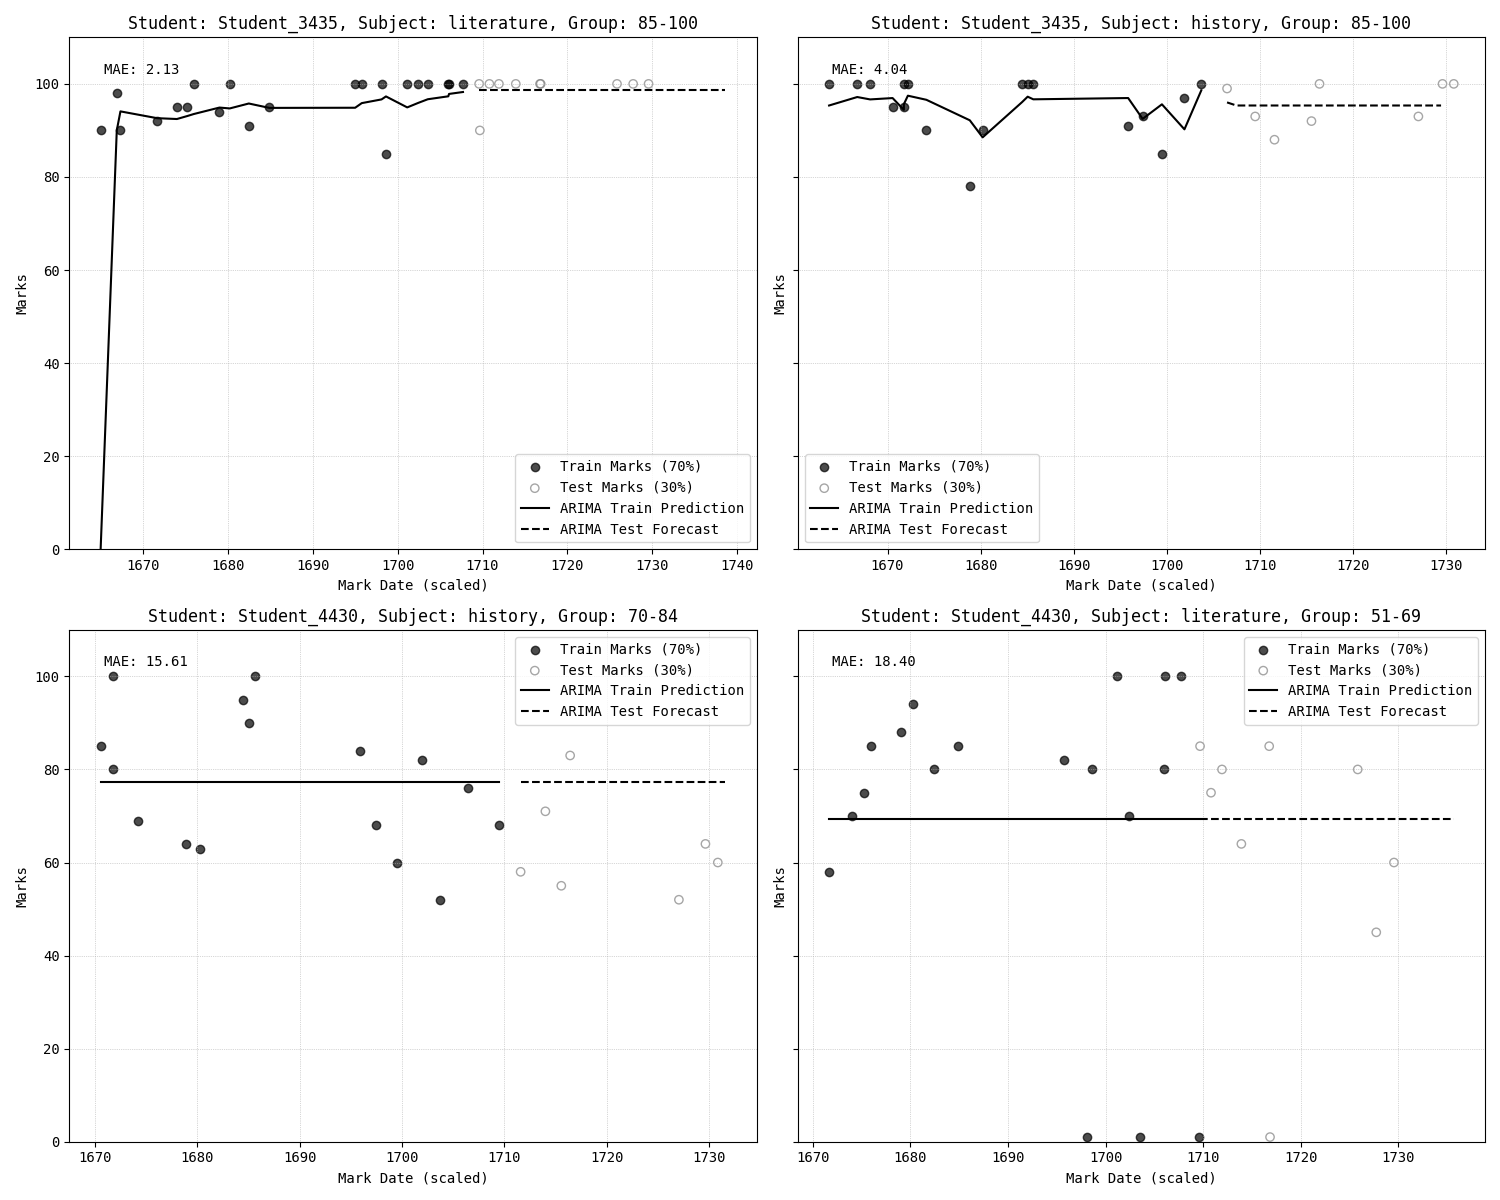 Student: Student_3435, Subject: literature, Group: 85-100
MAE: 2.13
Marks
100
80
60
40
20
0
Train Marks (70%)
Test Marks (30%)
ARIMA Train Prediction
ARIMA Test Forecast
1670 1680 1690 1700 1710 1720 1730 1740
Mark Date (scaled)
Student: Student_3435, Subject: history, Group: 85-100
MAE: 4.04
Marks
Train Marks (70%)
Test Marks (30%)
ARIMA Train Prediction
ARIMA Test Forecast
1670 1680 1690 1700 1710 1720 1730
Mark Date (scaled)
Student: Student_4430, Subject: history, Group: 70-84
MAE: 15.61
Train Marks (70%)
Test Marks (30%)
ARIMA Train Prediction
ARIMA Test Forecast
Marks
100
80
60
40
20
0
1670 1680 1690 1700 1710 1720 1730
Mark Date (scaled)
Student: Student_4430, Subject: literature, Group: 51-69
MAE: 18.40
Train Marks (70%)
Test Marks (30%)
ARIMA Train Prediction
ARIMA Test Forecast
Marks
1670 1680 1690 1700 1710 1720 1730
Mark Date (scaled)